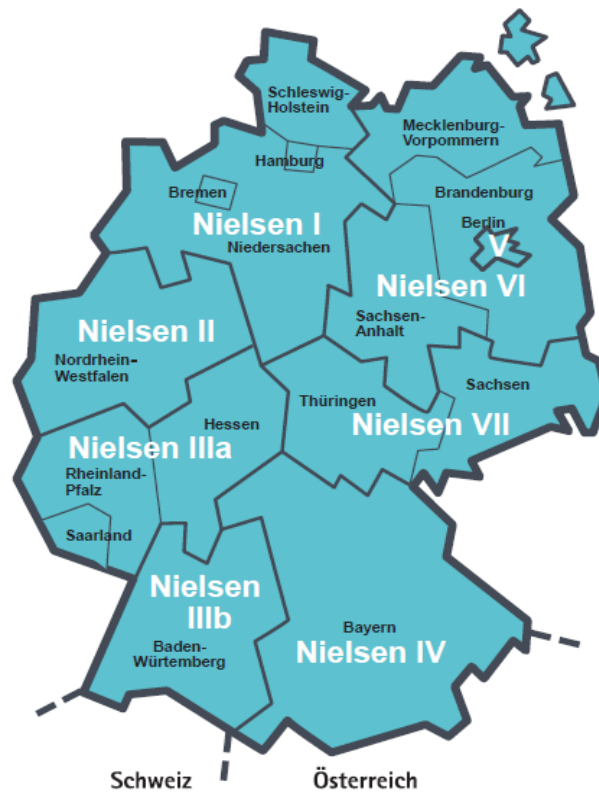 Schleswig-
Holstein
Mecklenburg-
Vorpommern
Hamburg
Bremen
Brandenburg
Berlin
Nielsen I
V
Niedersachen
Nielsen VI
Sachsen-
Anhalt
Nielsen II
Nordrhein-
Westfalen
Sachsen
Thüringen
Hessen
Nielsen VII
Nielsen IIIa
Rheinland-
Pfalz
Saarland
Nielsen
IIIb
Bayern
Nielsen IV
Baden-
Würtemberg
Schweiz
Österreich